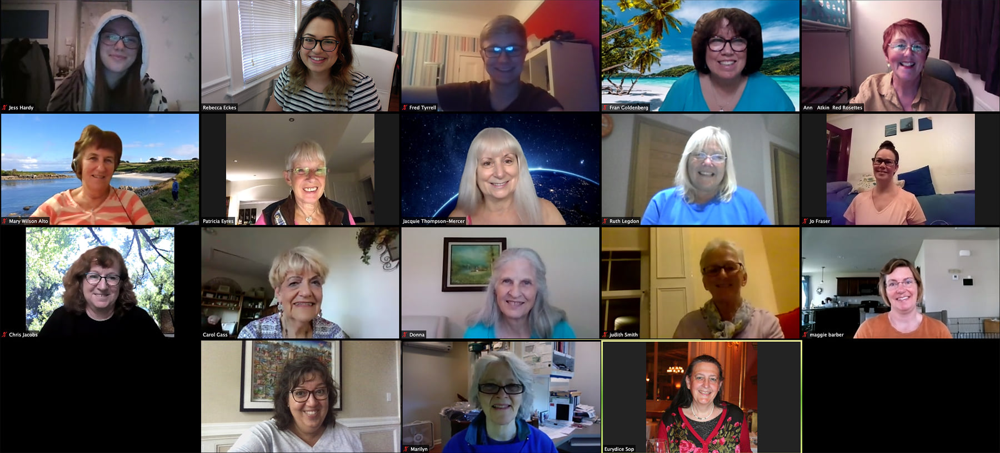 Jess Hardy
Rebecca Eckes
Fred Tyrrell
Fran Goldenberg
Ann Atkin Red Rosettes
Mary Wilson Alto
Patricia Eyres
Jacquie Thompson-Mercer
Ruth Legdon
Jo Fraser
Chris Jacobs
Carol Gass
Donna
judith Smith
maggie barber
Marilyn
Eurydice Sop